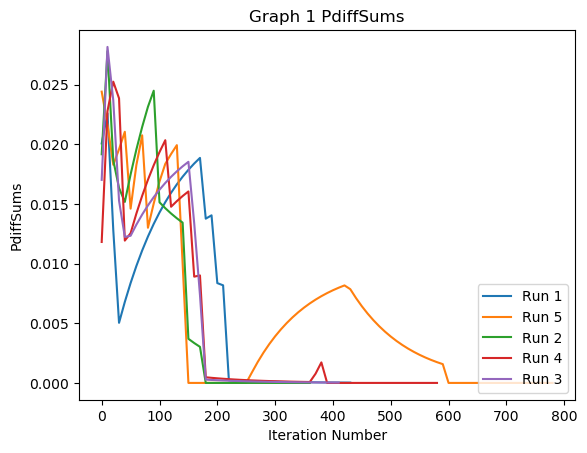 Graph 1 PdiffSums
PdiffSums
0.025
0.020
0.015
0.010
0.005
0.000
Run 1
Run 5
Run 2
Run 4
Run 3
0 100 200 300 400 500 600 700 800
Iteration Number